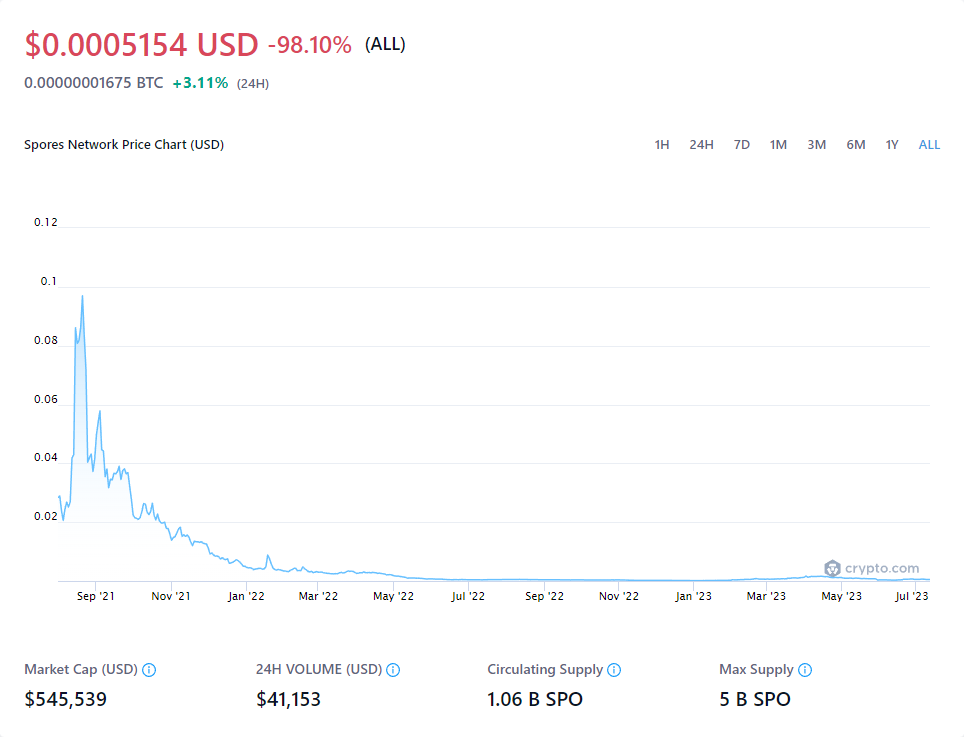 $0.0005154 USD -98.10% (ALL)
0.00000001675 BTC +3.11% (24H)
Spores Network Price Chart (USD) 1H 24H 7D 1M 3M 6M 1Y ALL
0.12
0.1
0.08
0.06
0.04
0.02
crypto.com
Sep '21 Nov '21 Jan '22 Mar '22 May '22 Jul '22 Sep '22 Nov '22 Jan '23 Mar '23 May '23 Jul '23
Market Cap (USD) 24H VOLUME (USD) Circulating Supply Max Supply
$545,539 $41,153 1.06 B SPO 5 B SPO